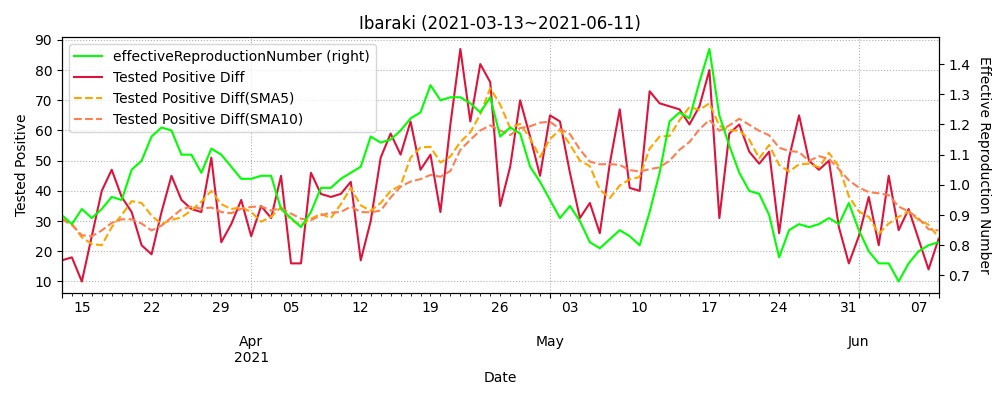 Ibaraki (2021-03-13~2021-06-11)
effectiveReproductionNumber (right)
Tested Positive Diff
Tested Positive Diff(SMA5)
Tested Positive Diff(SMA10)
Tested Positive
90
80
70
60
50
40
30
20
10
Effective Reproduction Number
1.4
1.3
1.2
1.1
1.0
0.9
0.8
0.7
15 22 29 05 12 19 26 03 10 17 24 31 07
Apr May Jun
2021
Date